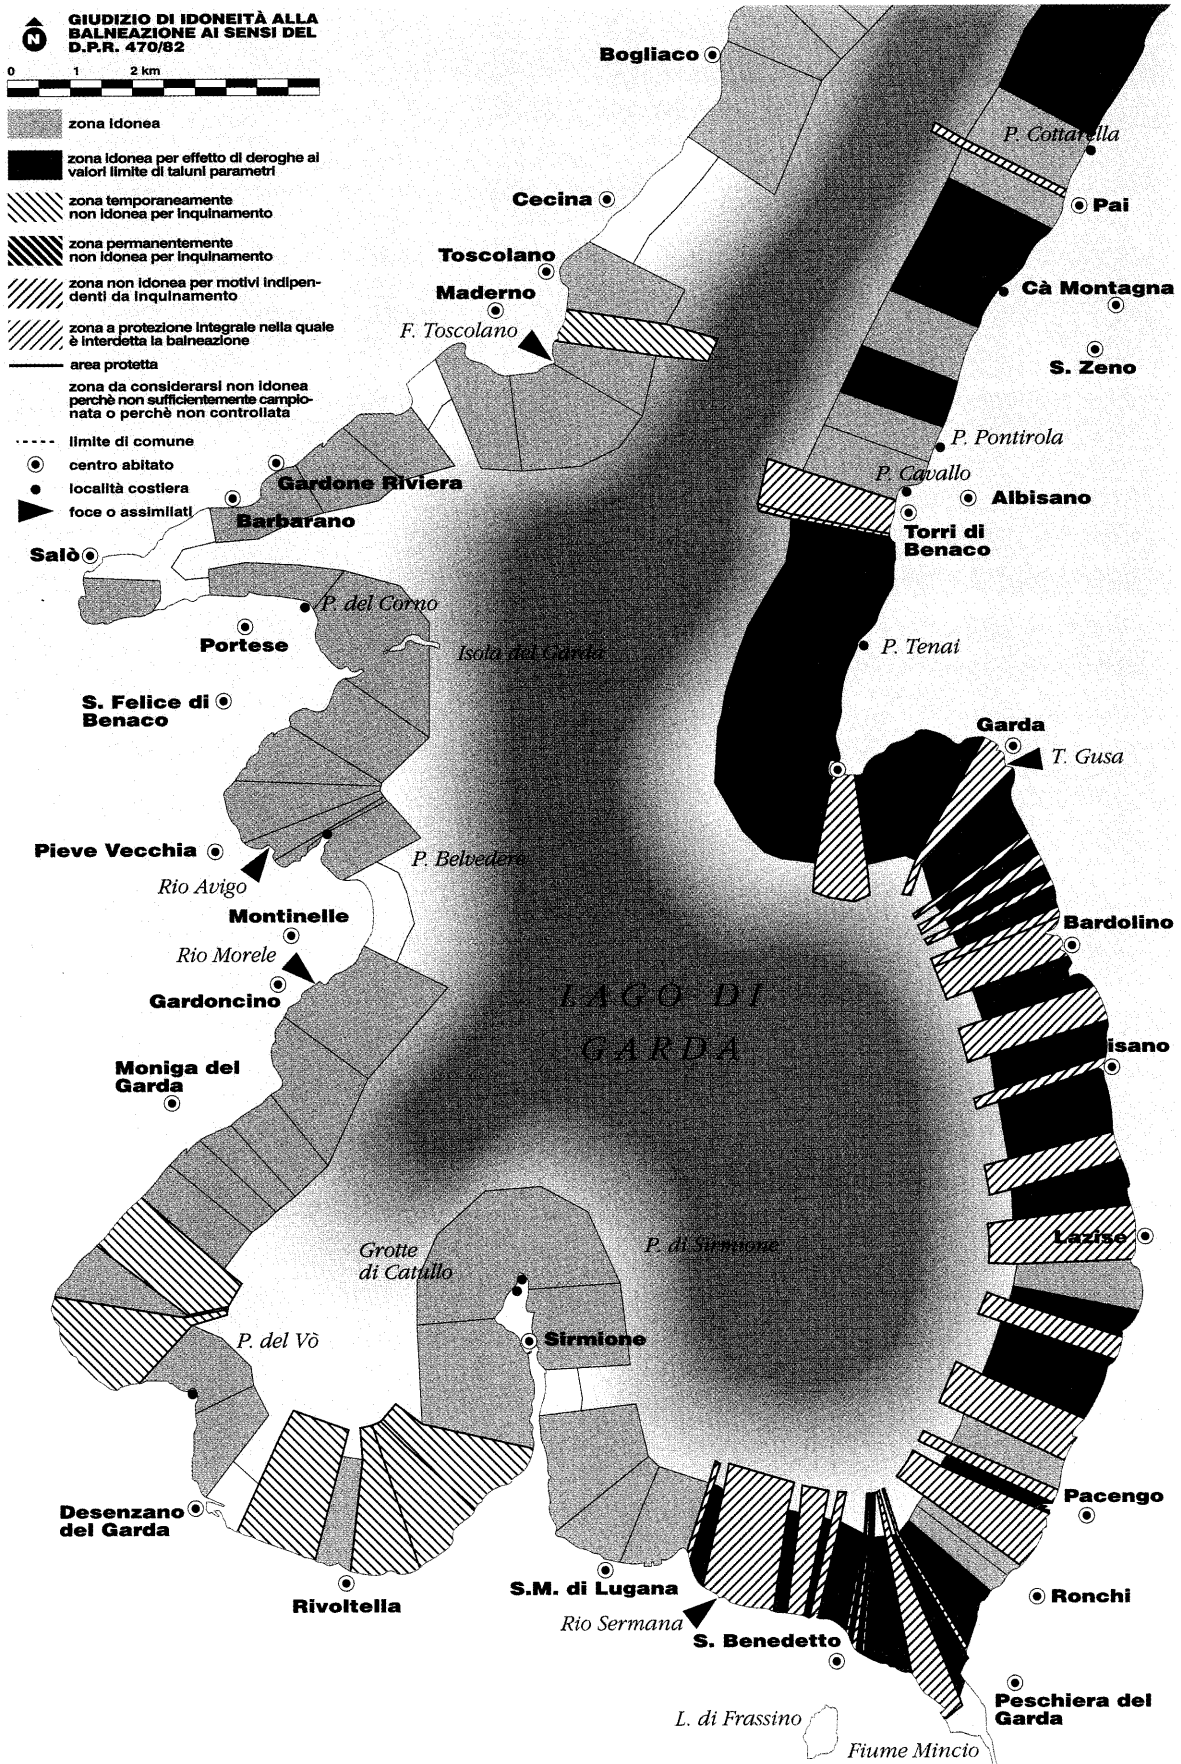 GIUDIZIO DI IDONEITÀ ALLA
BALNEAZIONE AI SENSI DEL
D.P.R. 470/82
N
0 1 2 km
zona idonea
zona idonea per effetto di deroghe ai
valori limite di taluni parametri
zona temporaneamente
non idonea per inquinamento
zona permanentemente
non idonea per inquinamento
zona non idonea per motivi indipen-
denti da inquinamento
zona a protezione integrale nella quale
è interdetta la balneazione
area protetta
zona da considerarsi non idonea
perchè non sufficientemente campio-
nata o perchè non controllata
limite di comune
centro abitato
località costiera
foce o assimilati
Bogliaco
P. Cottarella
Cecina
Pai
Toscolano
Cà Montagna
Maderno
F. Toscolano
S. Zeno
P. Pontirola
P. Cavallo
Gardone Riviera
Albisano
Barbarano
Torri di
Benaco
Salò
P. del Corno
Portese
Isola del Garda
P. Tenai
S. Felice di
Benaco
Garda
T. Gusa
Pieve Vecchia
P. Belvedere
Rio Avigo
Montinelle
Bardolino
Rio Morele
Gardoncino
LAGO DI
GARDA
isano
Moniga del
Garda
Lazise
P. di Sirmione
Grotte
di Catullo
Sirmione
P. del Vò
Pacengo
Desenzano
del Garda
S.M. di Lugana
Ronchi
Rivoltella
Rio Sermana
S. Benedetto
Peschiera del
Garda
L. di Frassino
Fiume Mincio